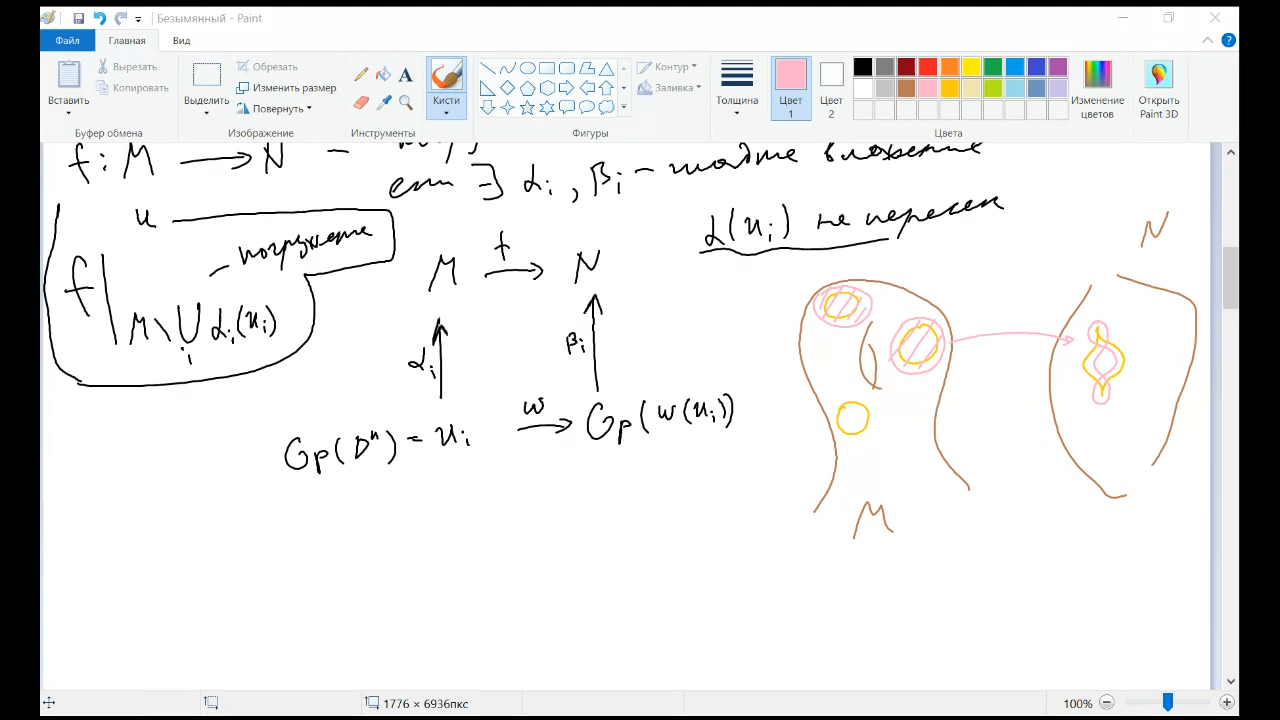 Безымянный - Paint
Файл Главная Вид
Вставить
Вырезать
Копировать
Буфер обмена
Выделить
Обрезать
Изменить размер
Повернуть
Изображение
Инструменты
Кисти
Фигуры
Контур
Заливка
Толщина
Цвет 1
Цвет 2
Изменение цветов
Открыть Paint 3D
Цвета
f : M → N –
если ∃ αᵢ , βᵢ – гладкие вложения
и
α(uᵢ) не пересек
f | M \ ⋃ᵢ αᵢ(uᵢ) – погружение
M f→ N
αᵢ βᵢ
Op(Dⁿ) = uᵢ w→ Op(w(uᵢ))
N
M
1776 × 6936пкс
100%